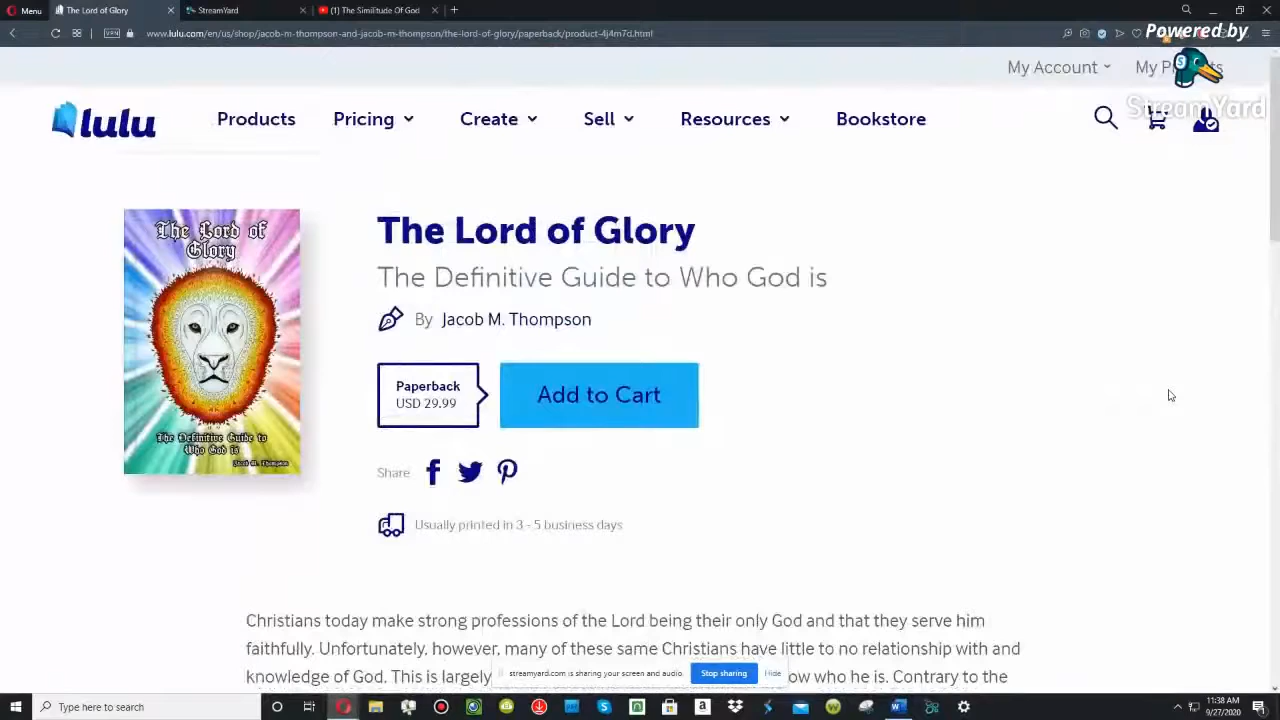 Menu
The Lord of Glory
StreamYard
(1) The Similitude Of God
VPN
www.lulu.com/en/us/shop/jacob-m-thompson-and-jacob-m-thompson/the-lord-of-glory/paperback/product-4j4m7d.html
Powered by
StreamYard
My Account
lulu
Products
Pricing
Create
Sell
Resources
Bookstore
The Lord of
Glory
The Definitive Guide to
Who God is
Jacob M. Thompson
The Lord of Glory
The Definitive Guide to Who God is
By Jacob M. Thompson
Paperback
USD 29.99
Add to Cart
Share
Usually printed in 3 - 5 business days
Christians today make strong professions of the Lord being their only God and that they serve him
faithfully. Unfortunately, however, many of these same Christians have little to no relationship with and
knowledge of God. This is largely
who he is. Contrary to the
streamyard.com is sharing your screen and audio.
Stop sharing
Hide
Type here to search
11:38 AM
9/27/2020